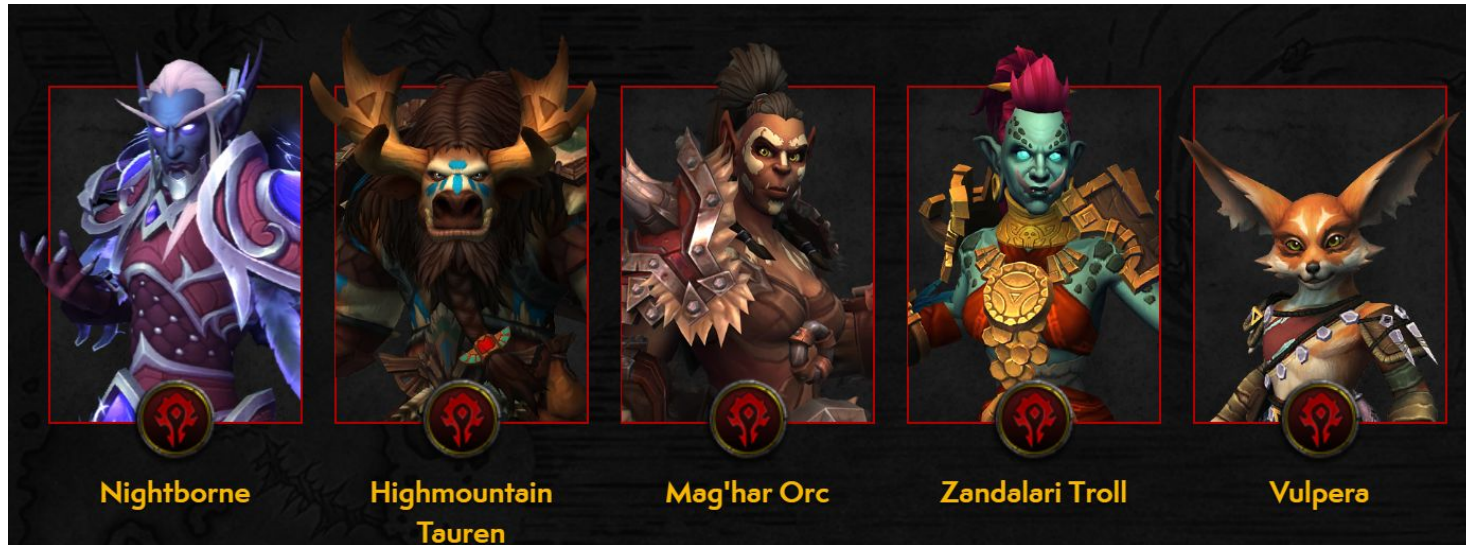 Nightborne
Highmountain
Tauren
Mag'har Orc
Zandalari Troll
Vulpera